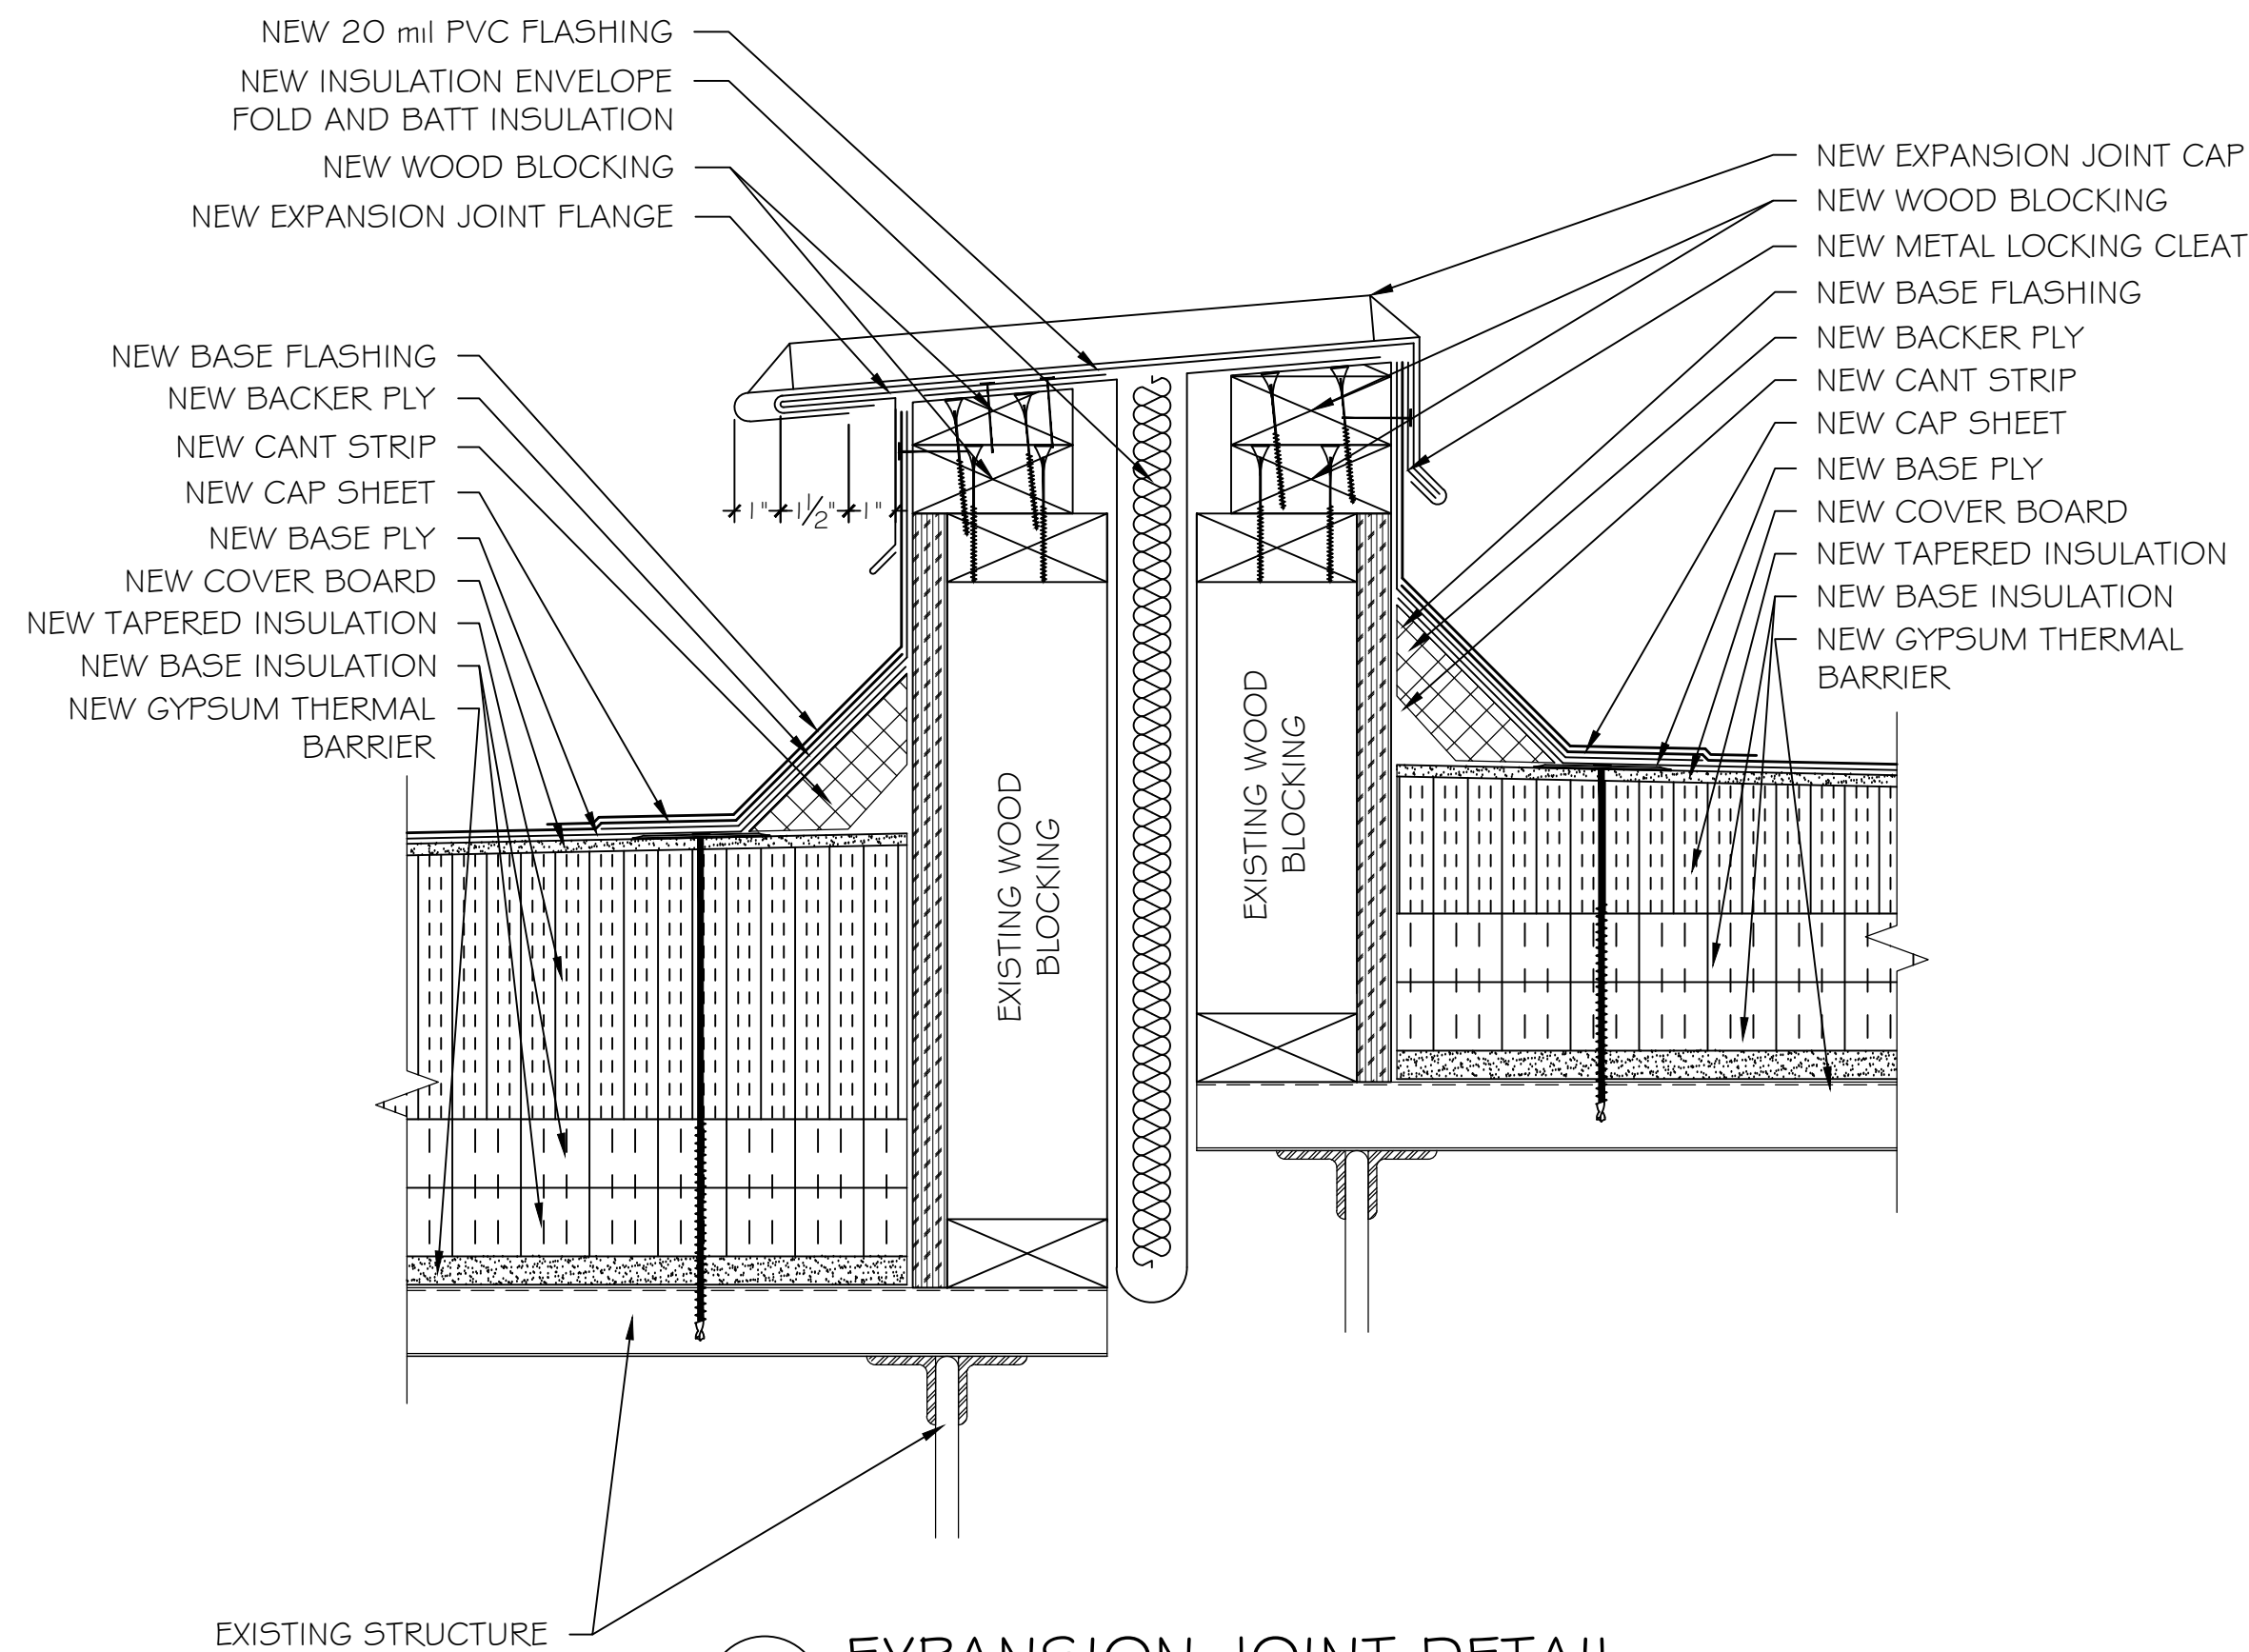 NEW 20 mil PVC FLASHING
NEW INSULATION ENVELOPE
FOLD AND BATT INSULATION
NEW WOOD BLOCKING
NEW EXPANSION JOINT FLANGE
NEW BASE FLASHING
NEW BACKER PLY
NEW CANT STRIP
NEW CAP SHEET
NEW BASE PLY
NEW COVER BOARD
NEW TAPERED INSULATION
NEW BASE INSULATION
NEW GYPSUM THERMAL
BARRIER
NEW EXPANSION JOINT CAP
NEW WOOD BLOCKING
NEW METAL LOCKING CLEAT
NEW BASE FLASHING
NEW BACKER PLY
NEW CANT STRIP
NEW CAP SHEET
NEW BASE PLY
NEW COVER BOARD
NEW TAPERED INSULATION
NEW BASE INSULATION
NEW GYPSUM THERMAL
BARRIER
1" 1 1/2" 1"
EXISTING WOOD
BLOCKING
EXISTING WOOD
BLOCKING
EXISTING STRUCTURE
EXPANSION JOINT DETAIL